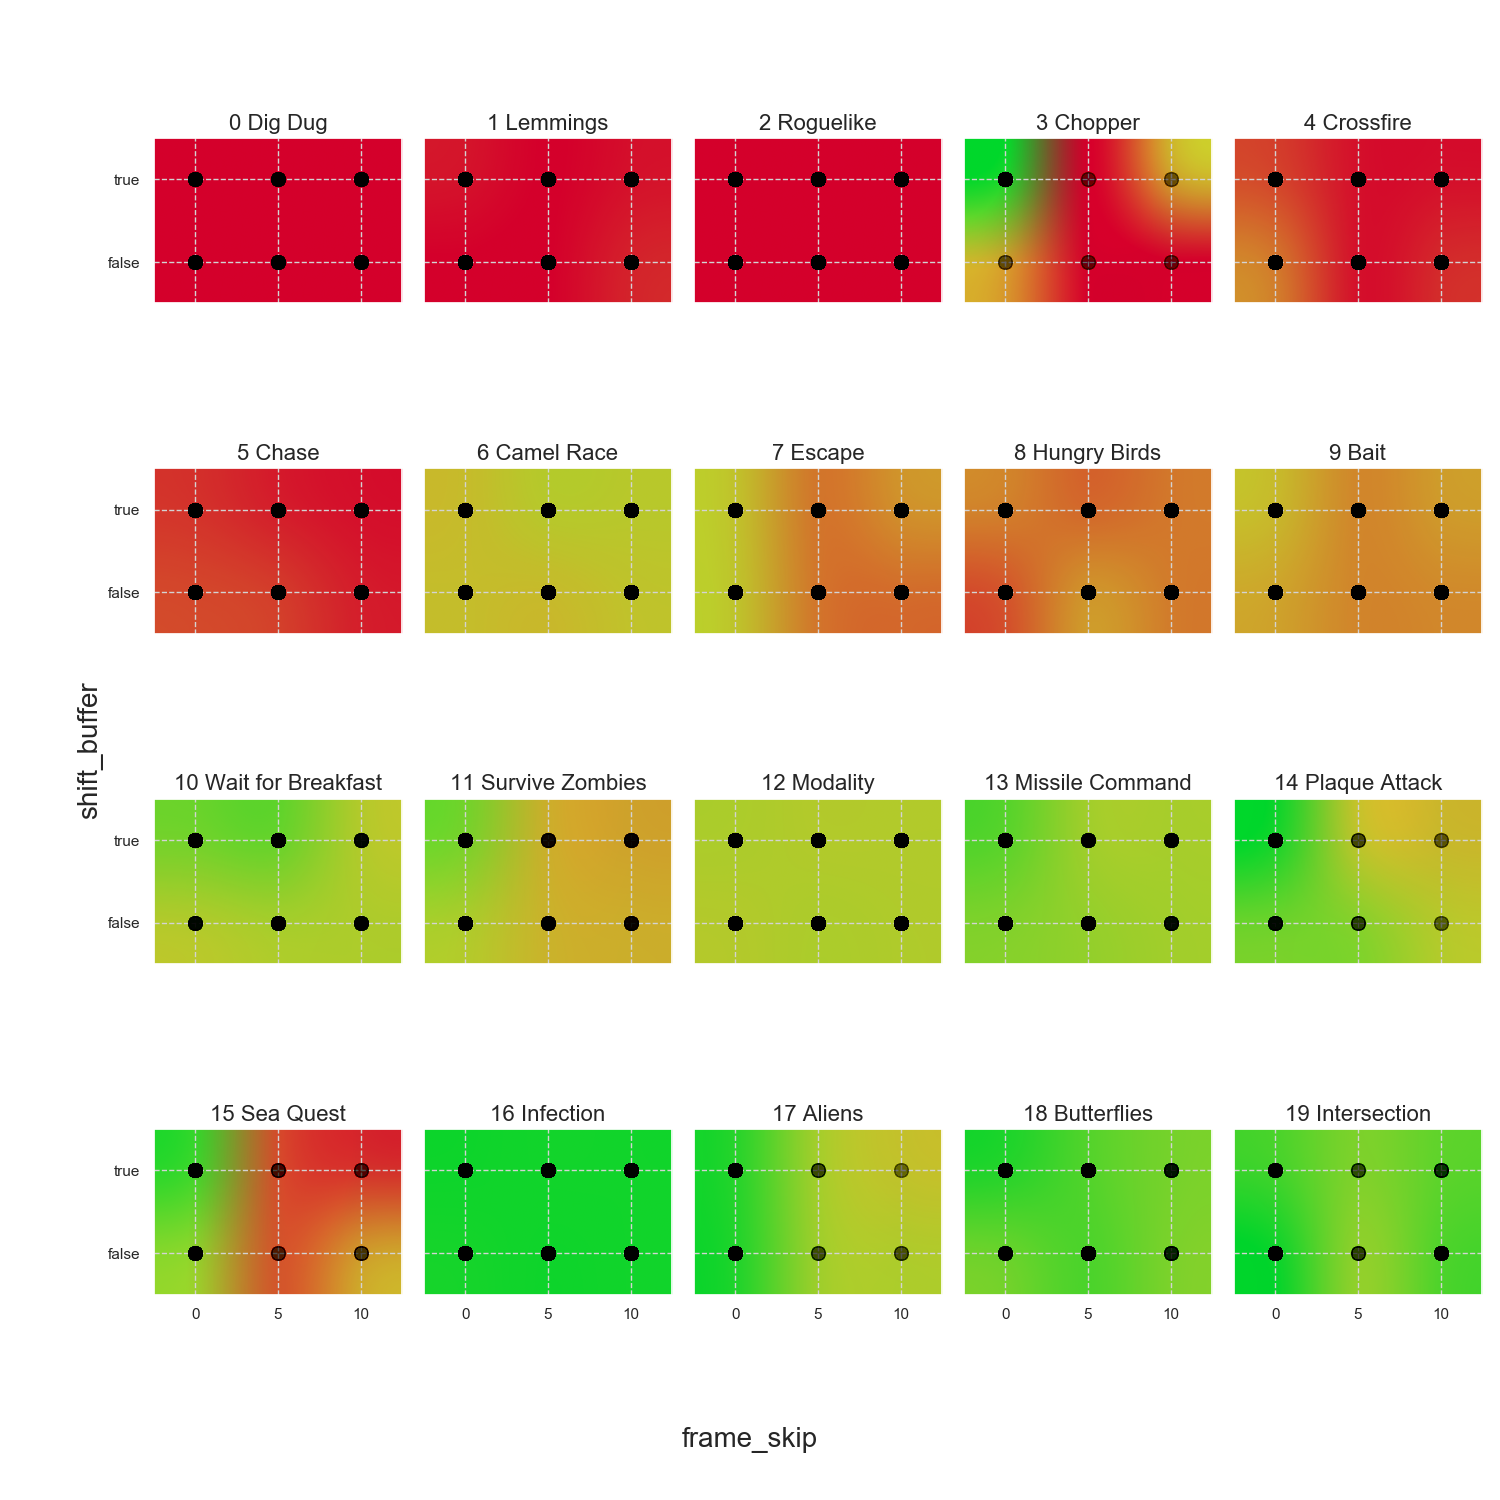 0 Dig Dug
1 Lemmings
2 Roguelike
3 Chopper
4 Crossfire
true
false
5 Chase
6 Camel Race
7 Escape
8 Hungry Birds
9 Bait
true
false
shift_buffer
10 Wait for Breakfast
11 Survive Zombies
12 Modality
13 Missile Command
14 Plaque Attack
true
false
15 Sea Quest
16 Infection
17 Aliens
18 Butterflies
19 Intersection
true
false
0 5 10 0 5 10 0 5 10 0 5 10 0 5 10
frame_skip